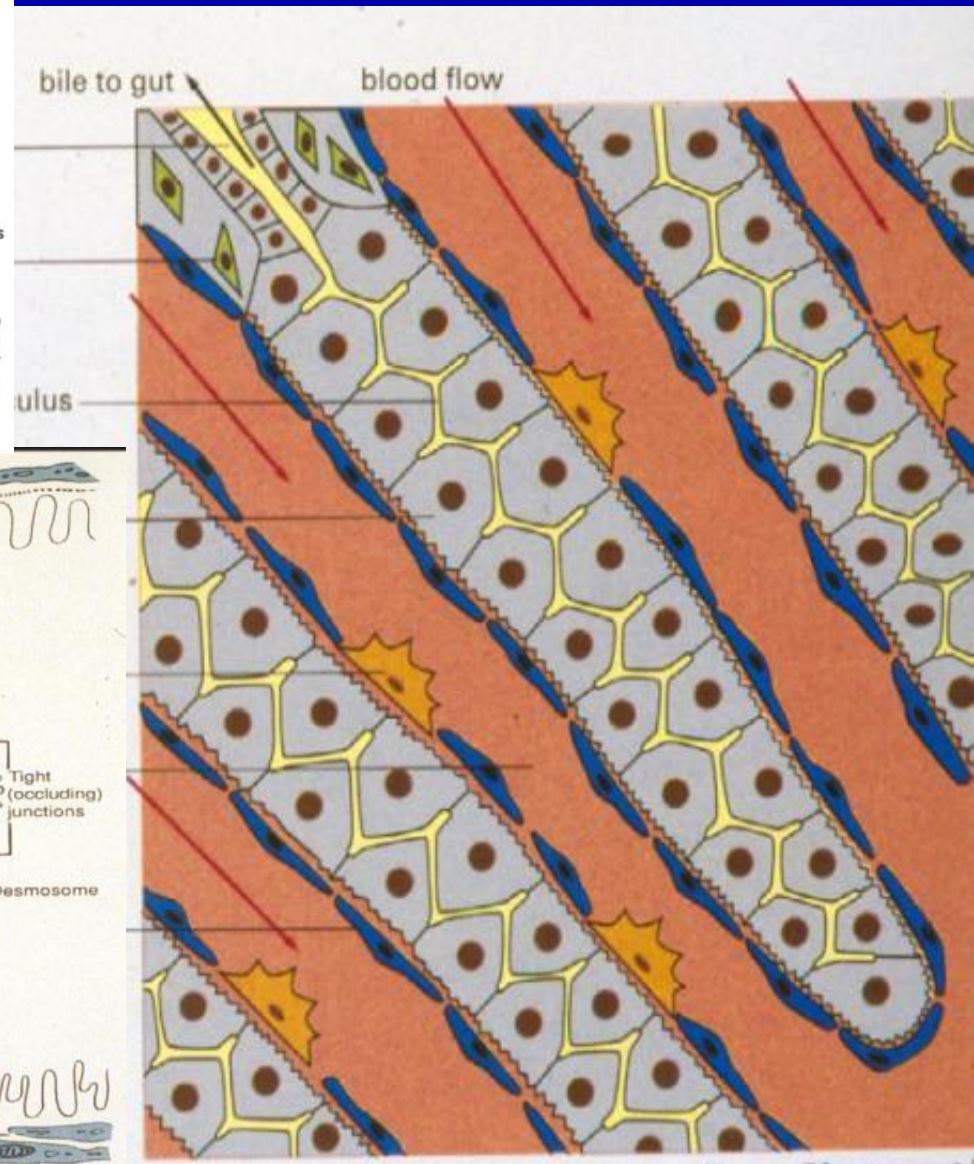 bile to gut
blood flow
s
ulus
Tight
(occluding)
junctions
esmosome